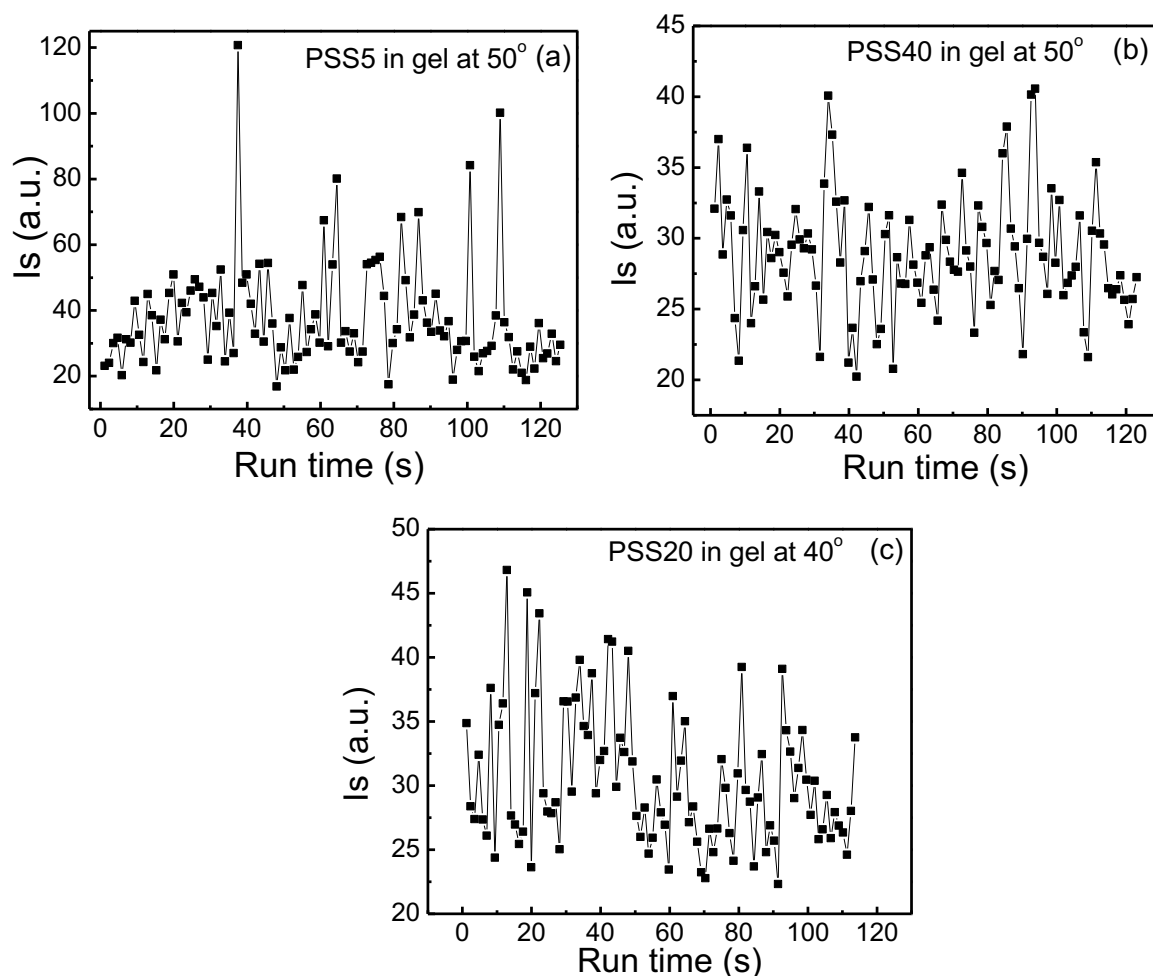 PSS5 in gel at 50° (a)
120
100
80
60
40
20
Is (a.u.)
0 20 40 60 80 100 120
Run time (s)
PSS40 in gel at 50° (b)
45
40
35
30
25
20
Is (a.u.)
0 20 40 60 80 100 120
Run time (s)
PSS20 in gel at 40° (c)
50
45
40
35
30
25
20
Is (a.u.)
0 20 40 60 80 100 120
Run time (s)